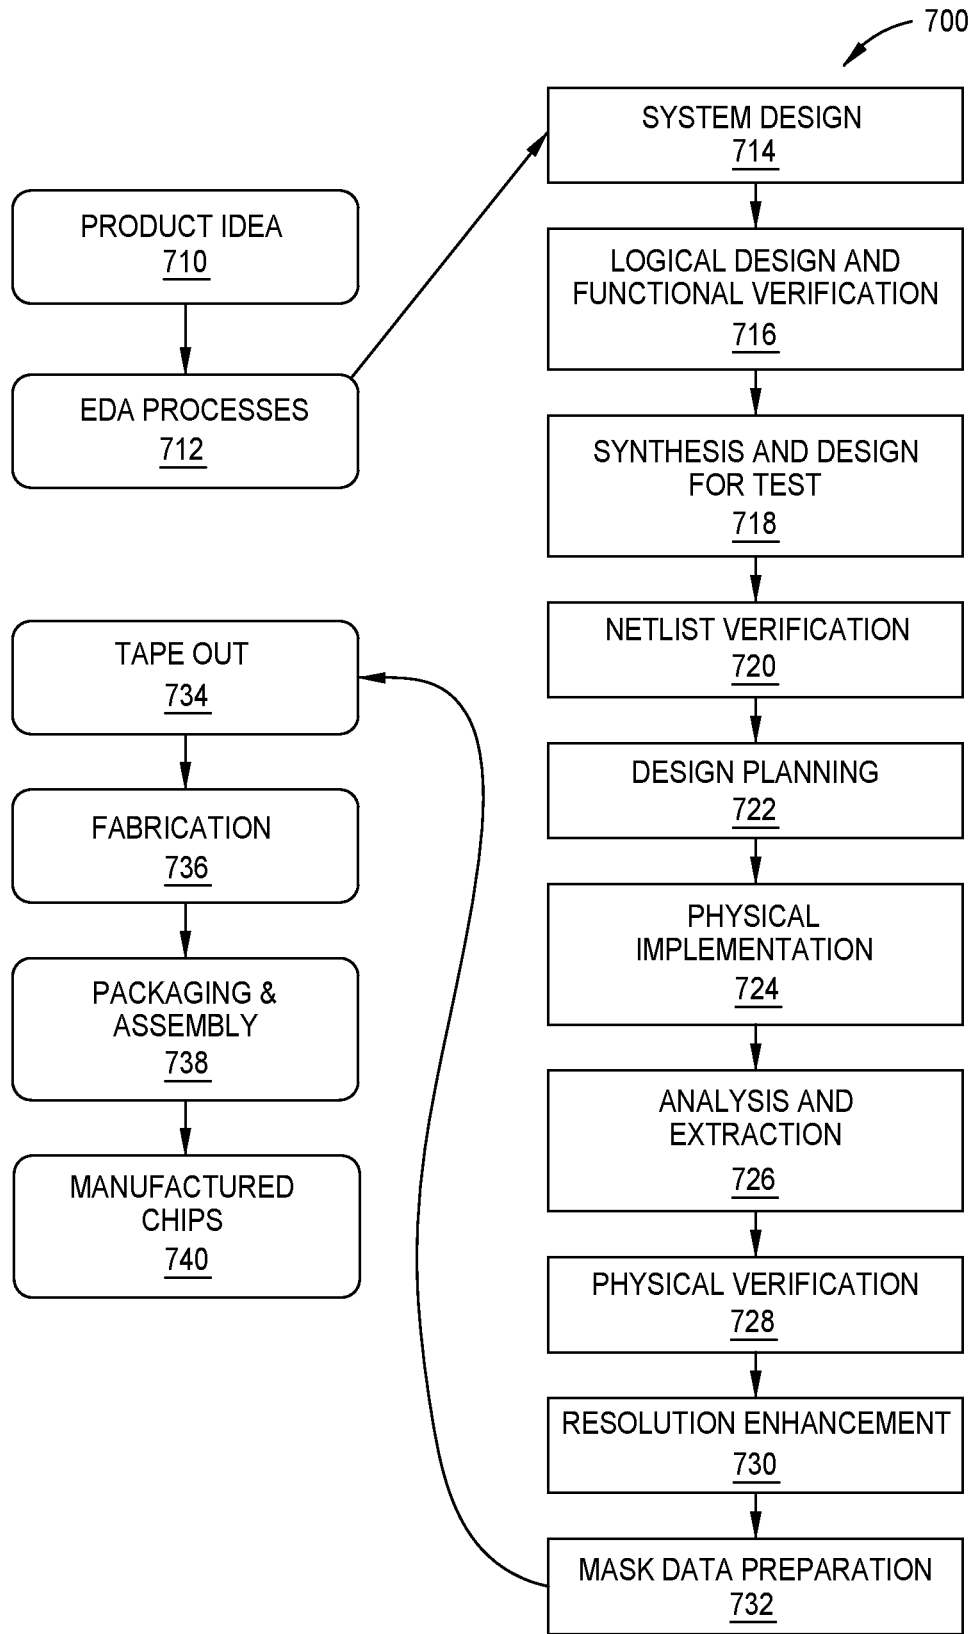 700
PRODUCT IDEA
710
EDA PROCESSES
712
SYSTEM DESIGN
714
LOGICAL DESIGN AND
FUNCTIONAL VERIFICATION
716
SYNTHESIS AND DESIGN
FOR TEST
718
NETLIST VERIFICATION
720
DESIGN PLANNING
722
PHYSICAL
IMPLEMENTATION
724
ANALYSIS AND
EXTRACTION
726
PHYSICAL VERIFICATION
728
RESOLUTION ENHANCEMENT
730
MASK DATA PREPARATION
732
TAPE OUT
734
FABRICATION
736
PACKAGING &
ASSEMBLY
738
MANUFACTURED
CHIPS
740